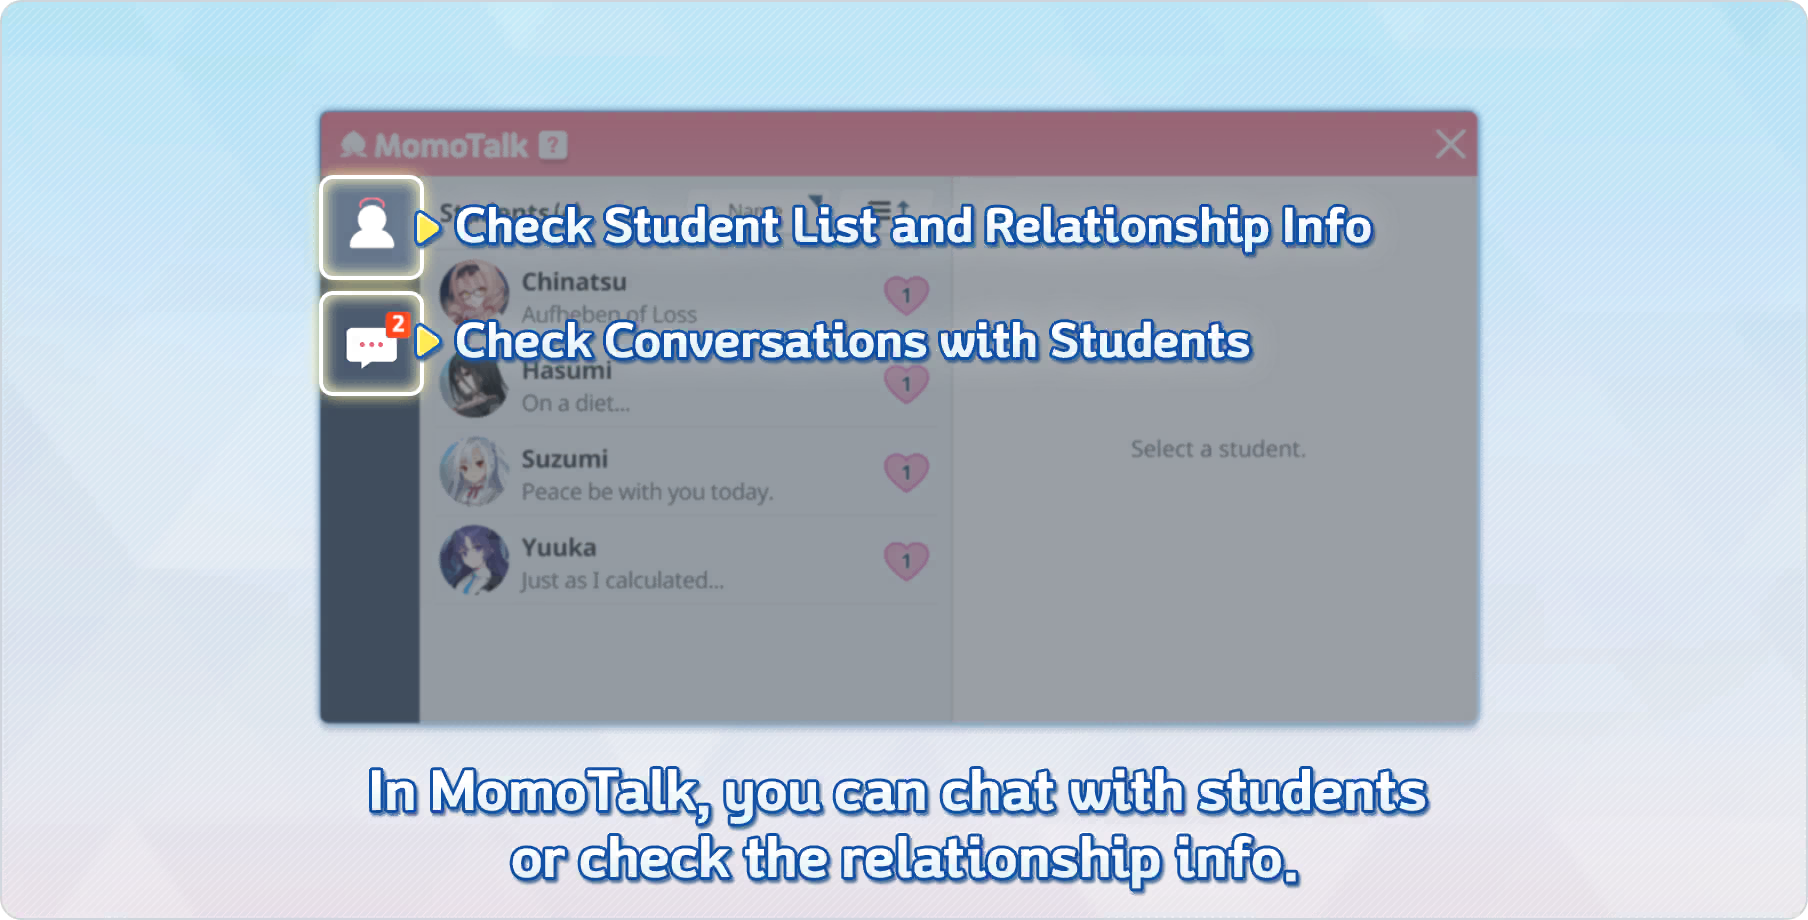 MomoTalk ?
Check Student List and Relationship Info
Chinatsu
Aufheben of Loss
1
2
Check Conversations with Students
Hasumi
On a diet...
1
Select a student.
Suzumi
Peace be with you today.
1
Yuuka
Just as I calculated...
1
In MomoTalk, you can chat with students
or check the relationship info.